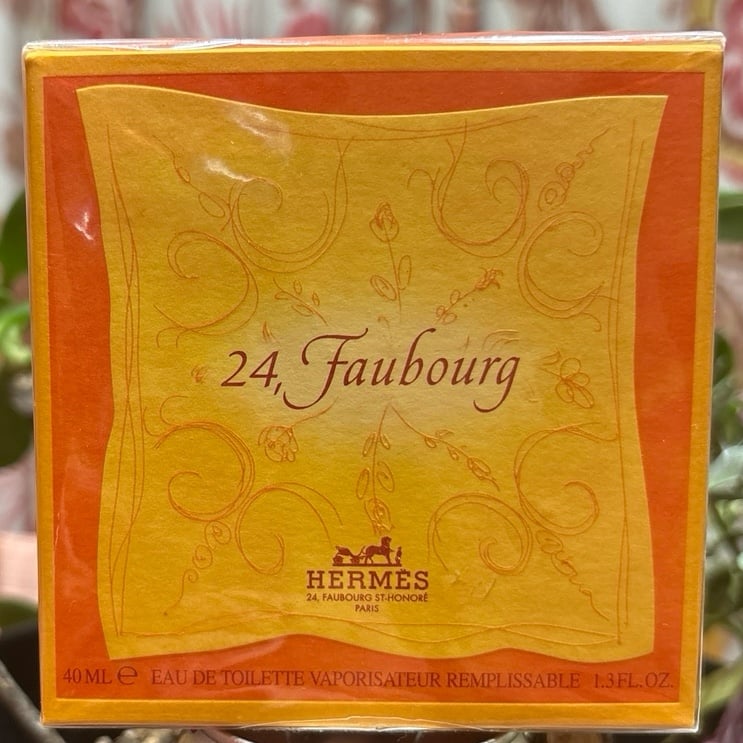 24, Faubourg
HERMÈS
24, FAUBOURG ST-HONORÉ
PARIS
40 ML ℮ EAU DE TOILETTE VAPORISATEUR REMPLISSABLE 1.3 FL.OZ.